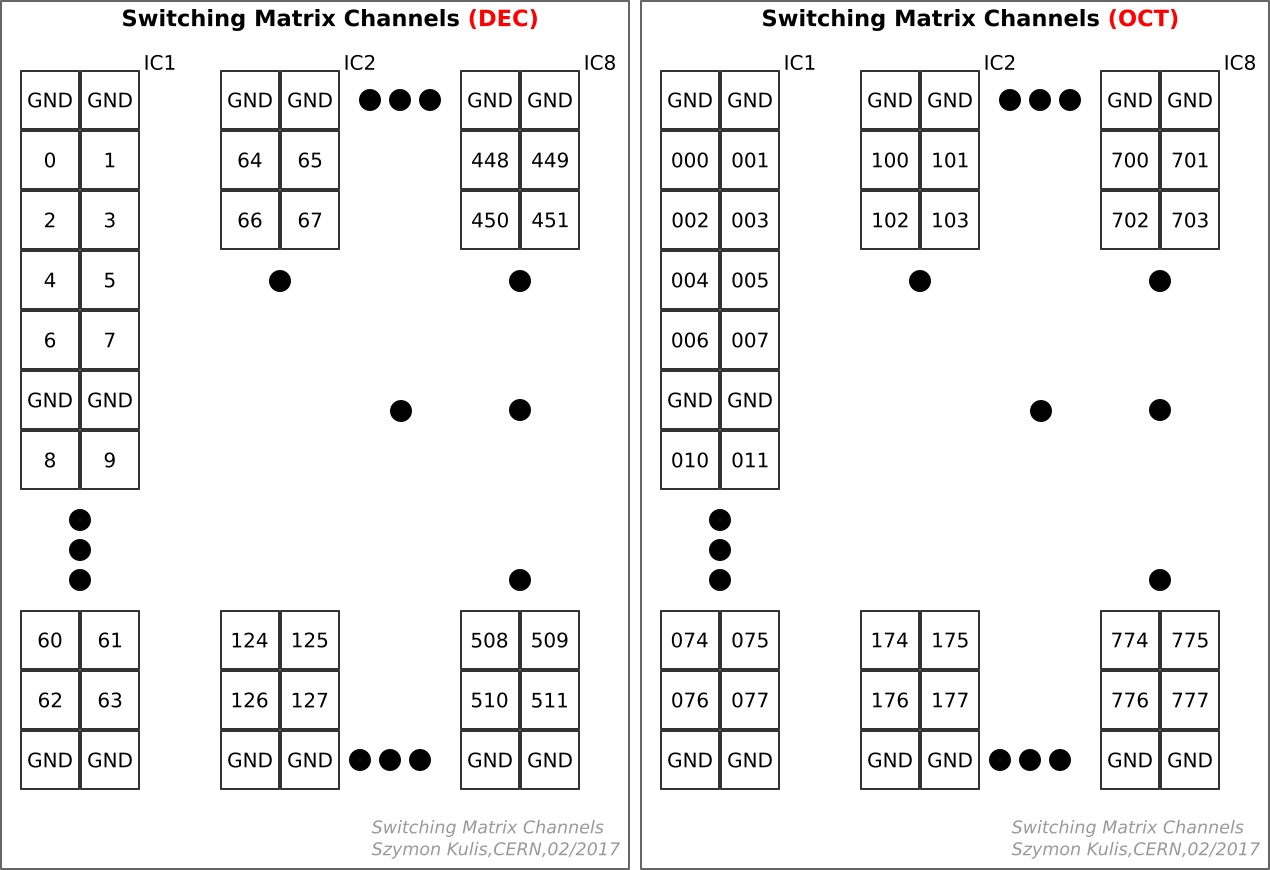 Switching Matrix Channels (DEC)
IC1 IC2 IC8
GND GND GND GND GND GND
0 1 64 65 448 449
2 3 66 67 450 451
4 5
6 7
GND GND
8 9
60 61 124 125 508 509
62 63 126 127 510 511
GND GND GND GND GND GND
Switching Matrix Channels
Szymon Kulis,CERN,02/2017
Switching Matrix Channels (OCT)
IC1 IC2 IC8
GND GND GND GND GND GND
000 001 100 101 700 701
002 003 102 103 702 703
004 005
006 007
GND GND
010 011
074 075 174 175 774 775
076 077 176 177 776 777
GND GND GND GND GND GND
Switching Matrix Channels
Szymon Kulis,CERN,02/2017